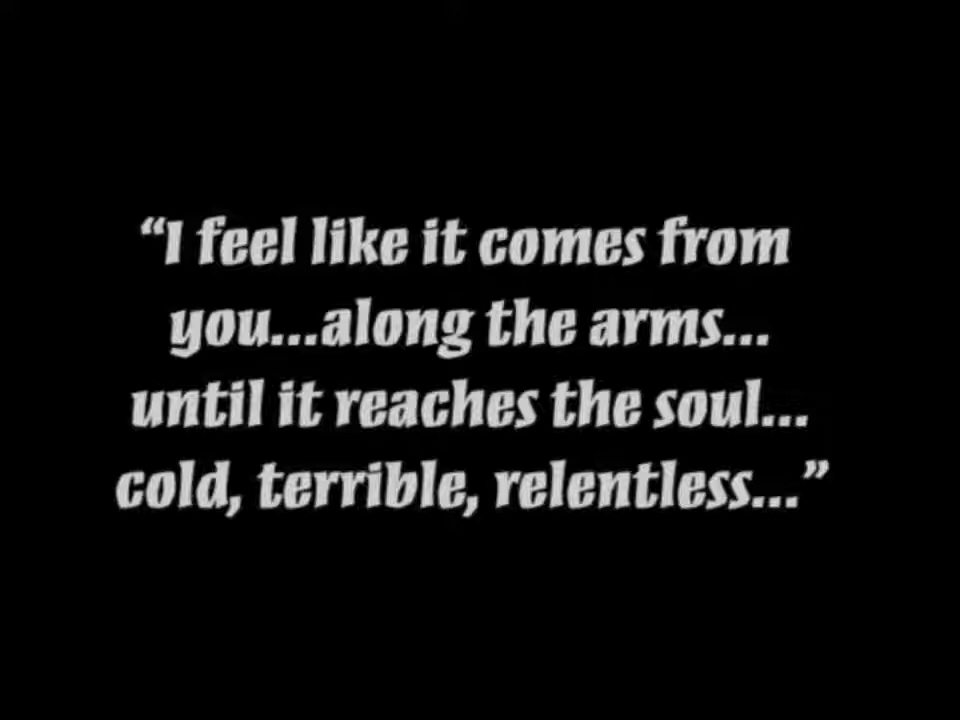 “I feel like it comes from
you...along the arms...
until it reaches the soul...
cold, terrible, relentless...”